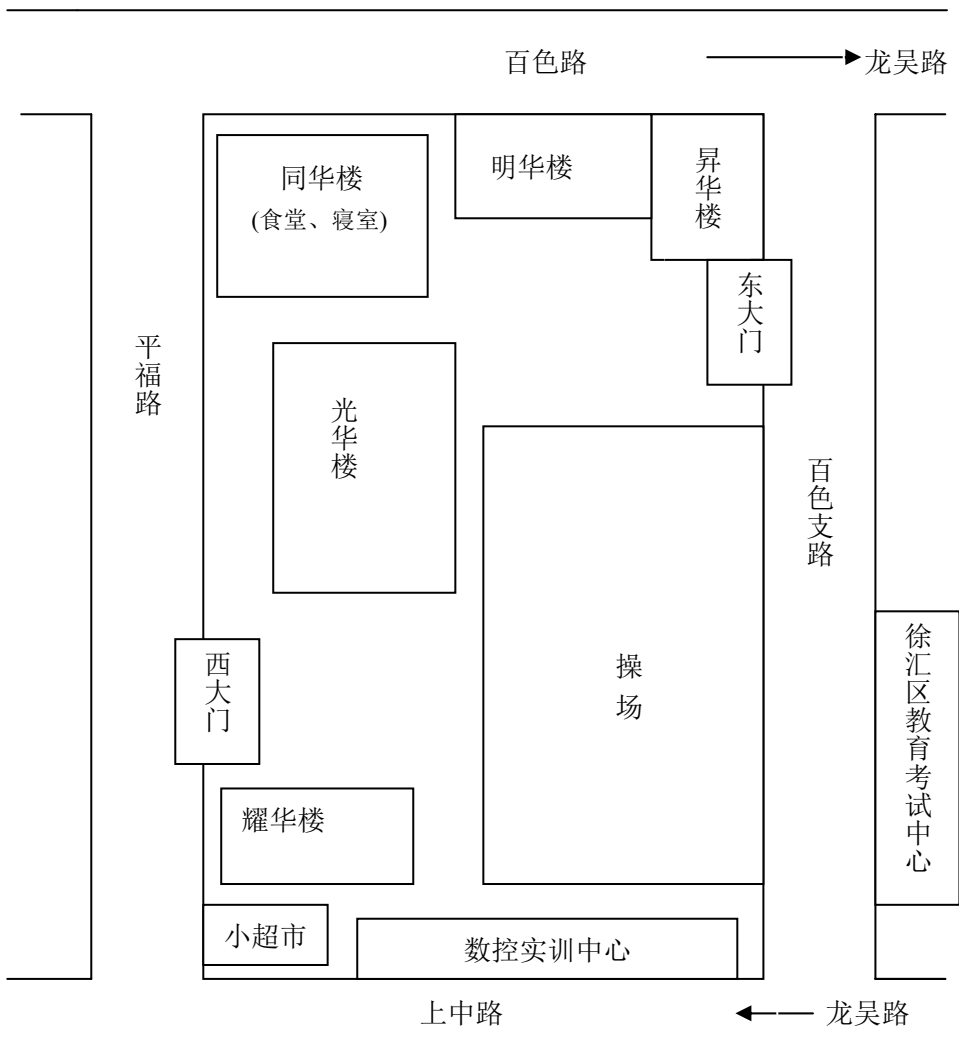 百色路
龙吴路
同华楼
(食堂、寝室)
明华楼
昇华楼
东大门
平福路
光华楼
百色支路
西大门
操场
徐汇区教育考试中心
耀华楼
小超市
数控实训中心
上中路
龙吴路